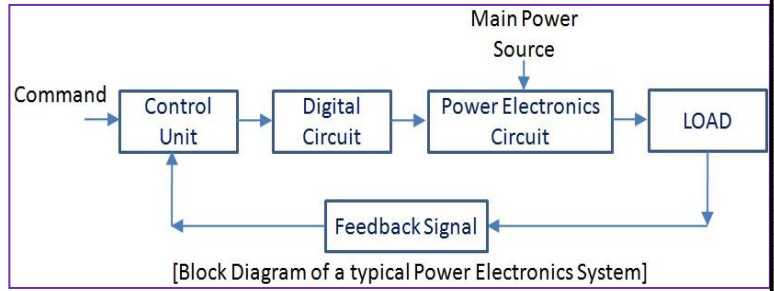 Main Power
Source
Command
Control
Unit
Digital
Circuit
Power Electronics
Circuit
LOAD
Feedback Signal
[Block Diagram of a typical Power Electronics System]